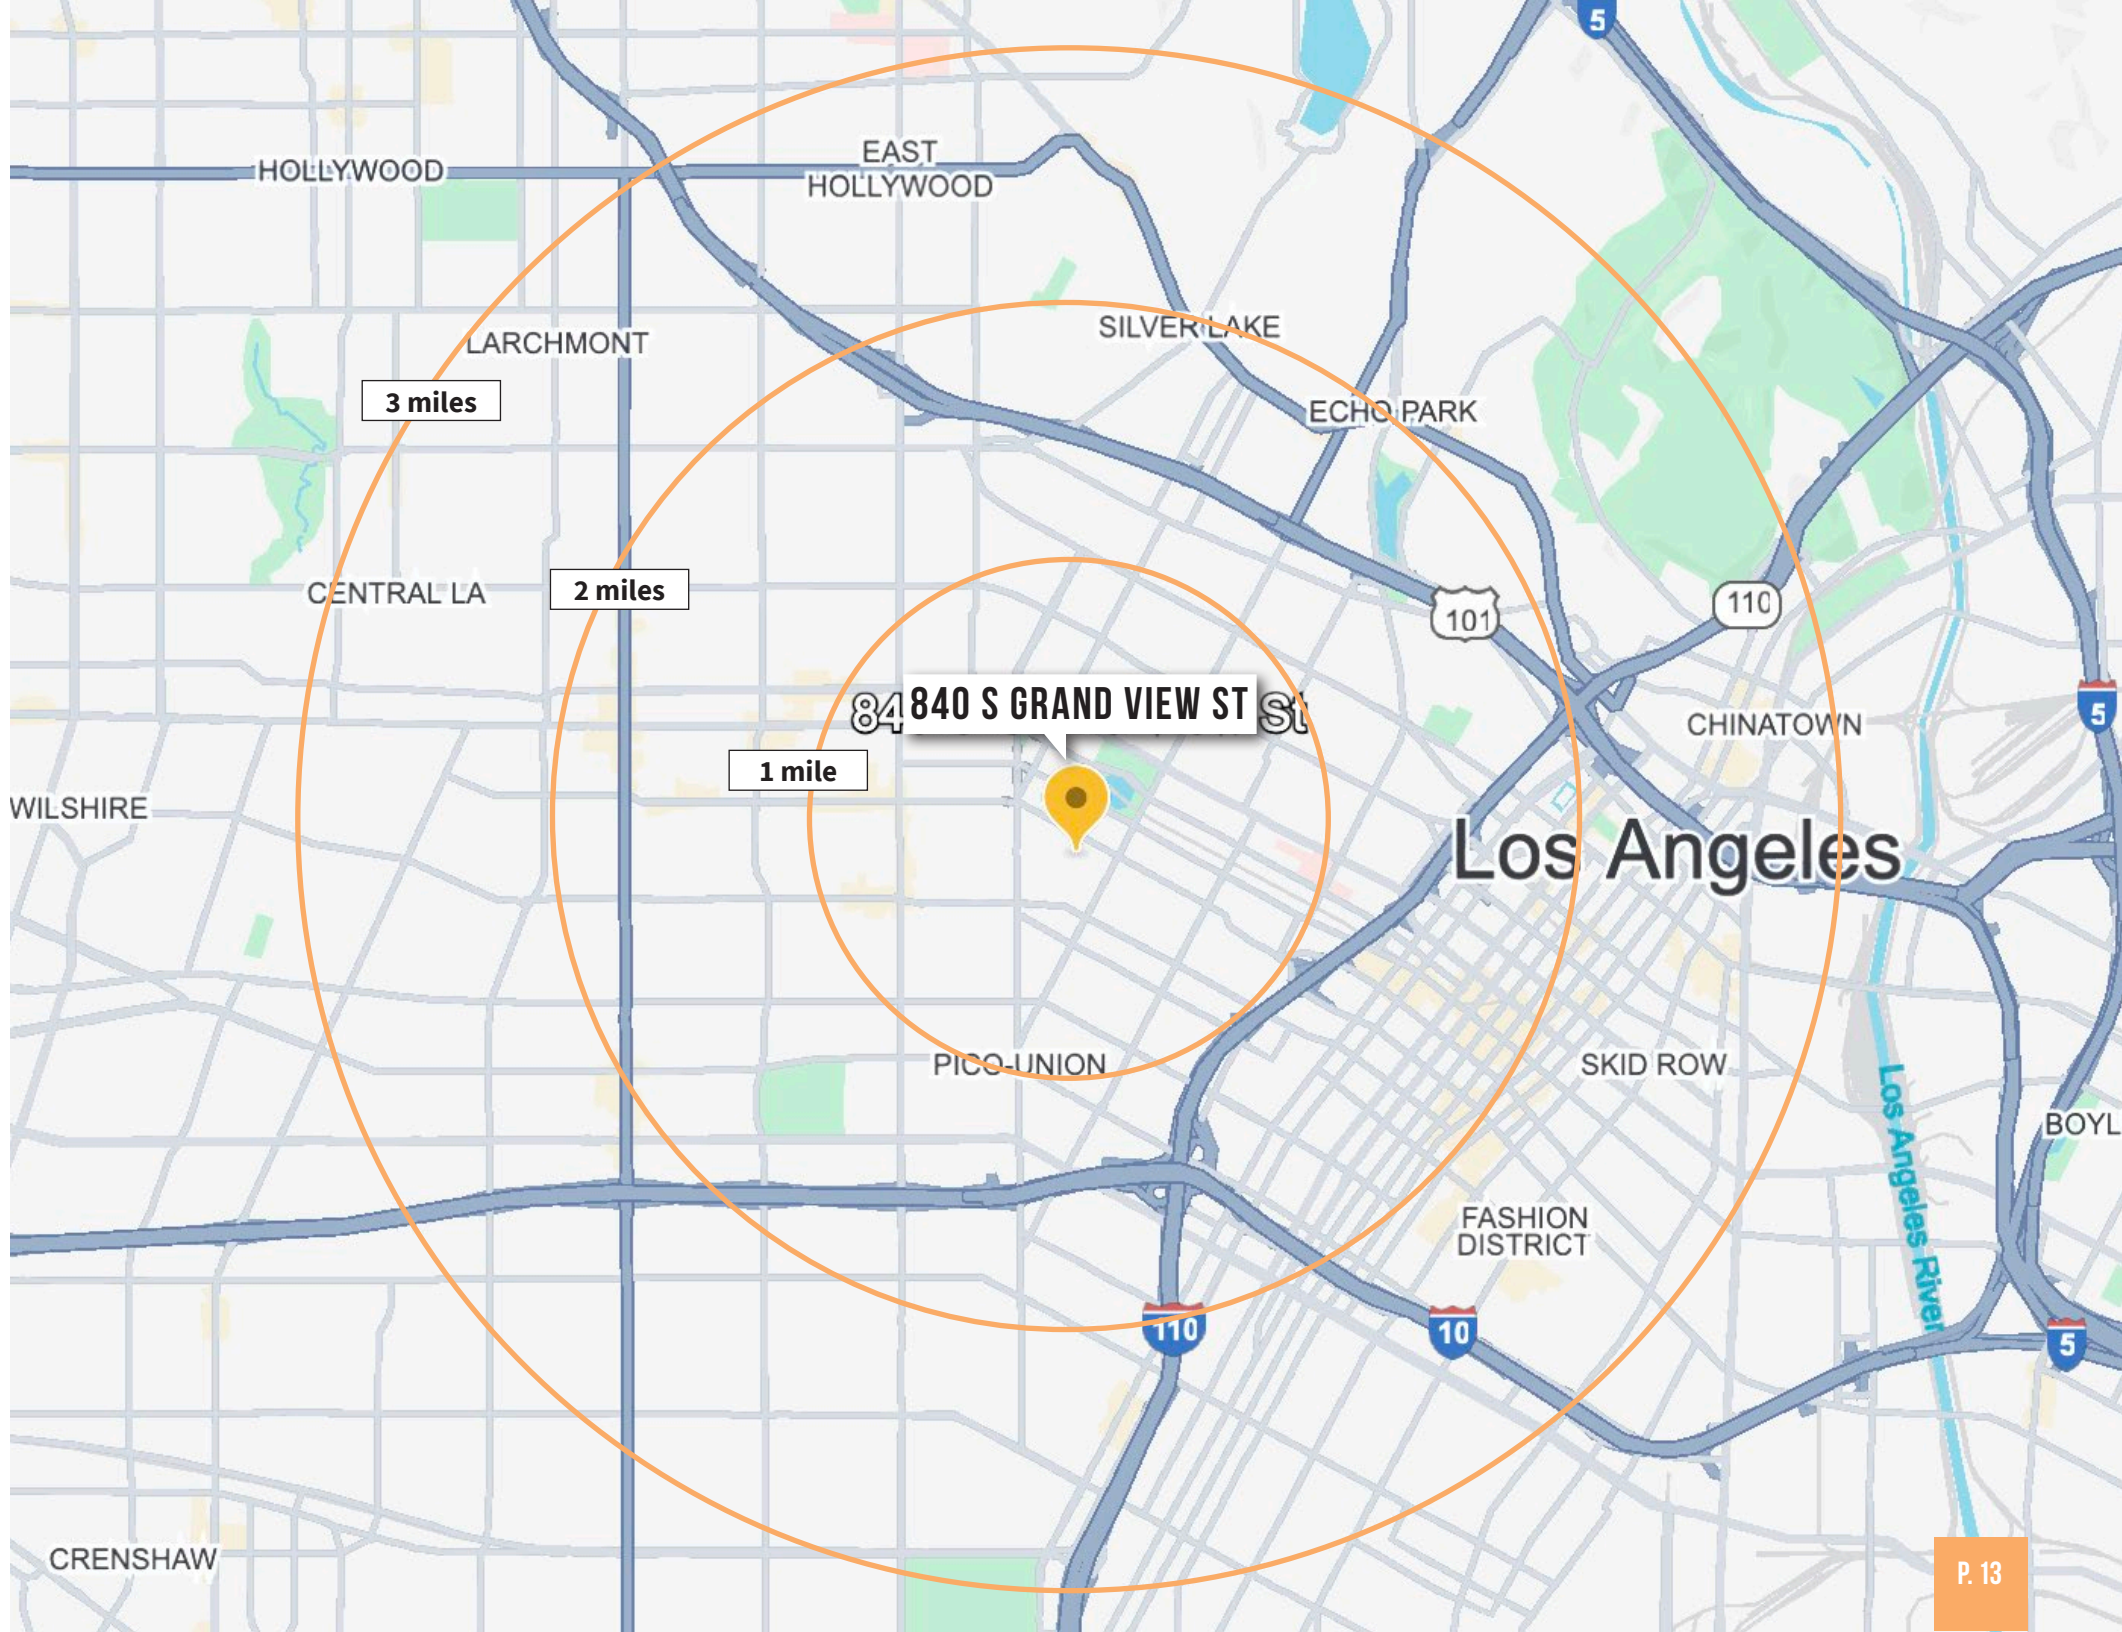 5
HOLLYWOOD
EAST
HOLLYWOOD
SILVER LAKE
LARCHMONT
3 miles
ECHO PARK
CENTRAL LA
2 miles
101
110
84
840 S GRAND VIEW ST
St
5
CHINATOWN
1 mile
WILSHIRE
Los Angeles
PICO-UNION
SKID ROW
Los Angeles River
BOYL
FASHION
DISTRICT
110
10
5
CRENSHAW
P. 13